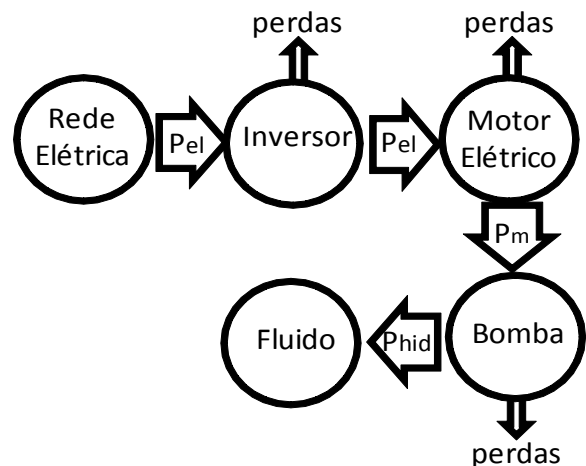 perdas
perdas
Rede
Elétrica
Pel
Inversor
Pel
Motor
Elétrico
Pm
Fluido
Phid
Bomba
perdas